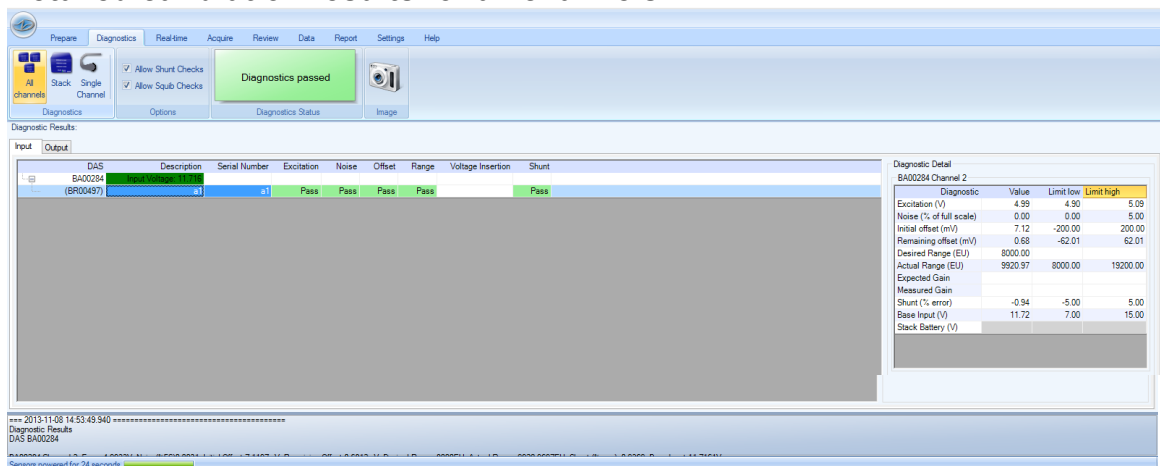 Prepare Diagnostics Real-time Acquire Review Data Report Settings Help
All channels
Stack
Single Channel
Allow Shunt Checks
Allow Squib Checks
Diagnostics passed
Diagnostics Options Diagnostics Status Image
Diagnostic Results:
Input Output
DAS Description Serial Number Excitation Noise Offset Range Voltage Insertion Shunt
BA00284 Input Voltage: 11.716
(BR00497) a1 a1 Pass Pass Pass Pass Pass
Diagnostic Detail
BA00284 Channel 2
Diagnostic Value Limit low Limit high
Excitation (V) 4.99 4.90 5.09
Noise (% of full scale) 0.00 0.00 5.00
Initial offset (mV) 7.12 -200.00 200.00
Remaining offset (mV) 0.68 -62.01 62.01
Desired Range (EU) 8000.00
Actual Range (EU) 9920.97 8000.00 19200.00
Expected Gain
Measured Gain
Shunt (% error) -0.94 -5.00 5.00
Base Input (V) 11.72 7.00 15.00
Stack Battery (V)
=== 2013-11-08 14:53:49.940 ========================================
Diagnostic Results
DAS BA00284
Sensors powered for 24 seconds